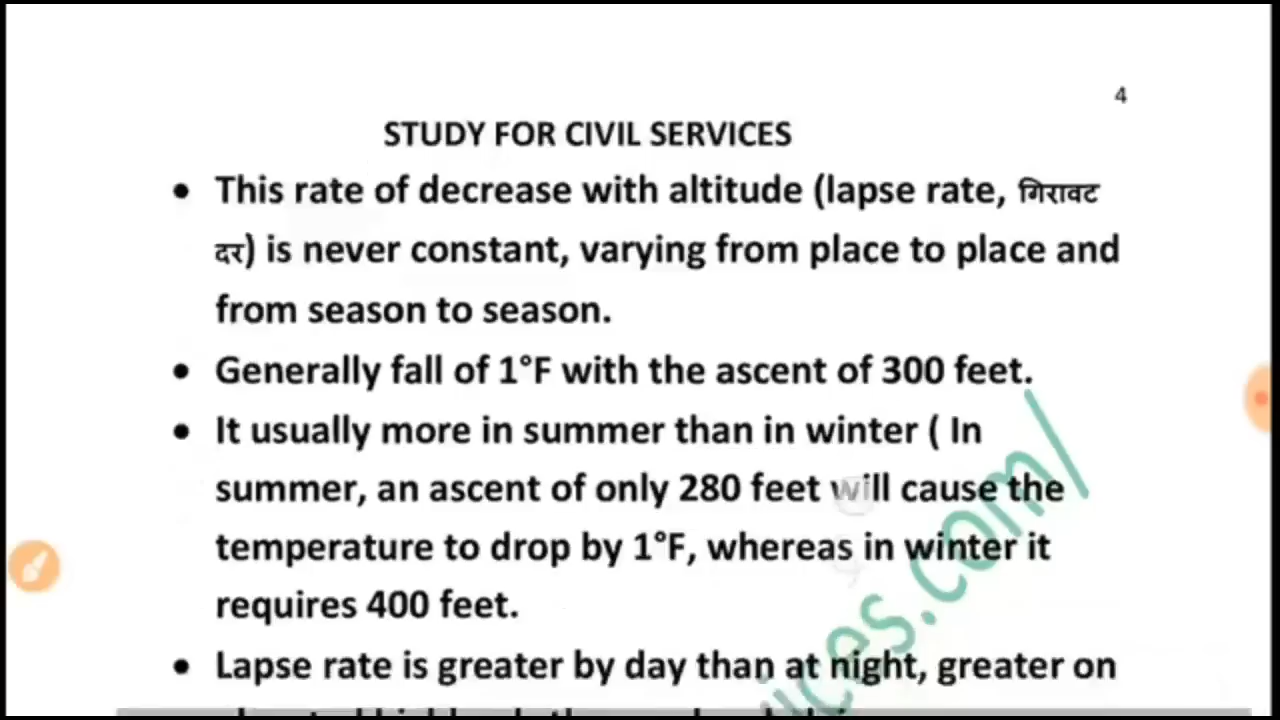 4
STUDY FOR CIVIL SERVICES
• This rate of decrease with altitude (lapse rate, गिरावट
दर) is never constant, varying from place to place and
from season to season.
• Generally fall of 1°F with the ascent of 300 feet.
• It usually more in summer than in winter ( In
summer, an ascent of only 280 feet will cause the
temperature to drop by 1°F, whereas in winter it
requires 400 feet.
• Lapse rate is greater by day than at night, greater on
ices.com/